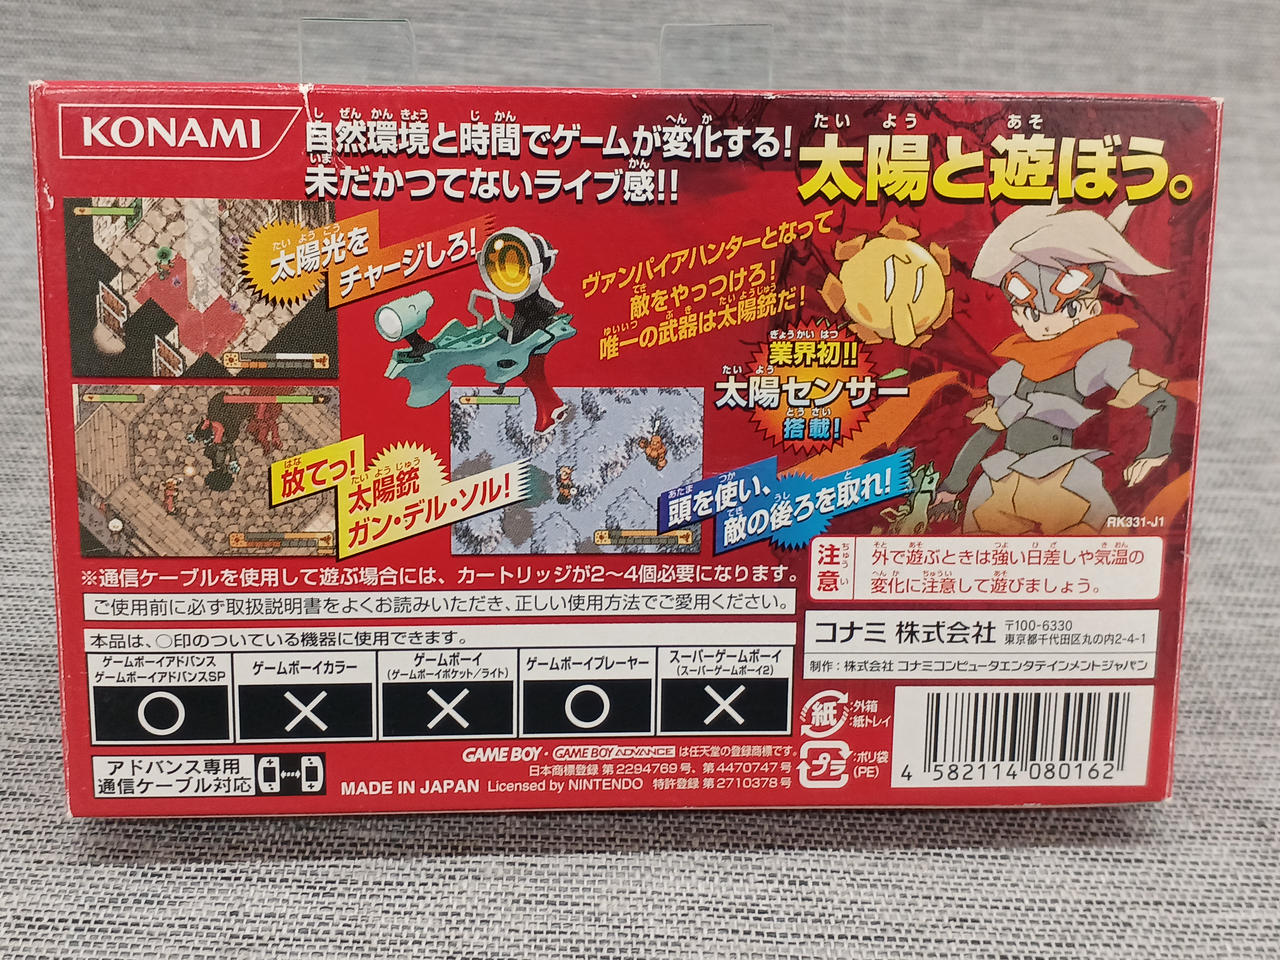 KONAMI
自然環境と時間でゲームが変化する!
未だかつてないライブ感!!
太陽と遊ぼう。
太陽光を
チャージしろ!
ヴァンパイアハンターとなって
敵をやっつけろ!
唯一の武器は太陽銃だ!
業界初!!
太陽センサー
搭載!
放てっ!
太陽銃
ガン・デル・ソル!
頭を使い、
敵の後ろを取れ!
RK331-J1
注意
外で遊ぶときは強い日差しや気温の
変化に注意して遊びましょう。
※通信ケーブルを使用して遊ぶ場合には、カートリッジが2〜4個必要になります。
ご使用前に必ず取扱説明書をよくお読みいただき、正しい使用方法でご愛用ください。
本品は、○印のついている機器に使用できます。
ゲームボーイアドバンス
ゲームボーイアドバンスSP
ゲームボーイカラー
ゲームボーイ
(ゲームボーイポケット/ライト)
ゲームボーイプレーヤー
スーパーゲームボーイ
(スーパーゲームボーイ2)
○ × × ○ ×
コナミ 株式会社
〒100-6330
東京都千代田区丸の内2-4-1
制作:株式会社 コナミコンピュータエンタテインメントジャパン
紙
:外箱
:紙トレイ
プラ
:ポリ袋
(PE)
4 582114 080162
アドバンス専用
通信ケーブル対応
GAME BOY・GAME BOY ADVANCE は任天堂の登録商標です。
日本商標登録 第2294769号、第4470747号
MADE IN JAPAN Licensed by NINTENDO 特許登録 第2710378号